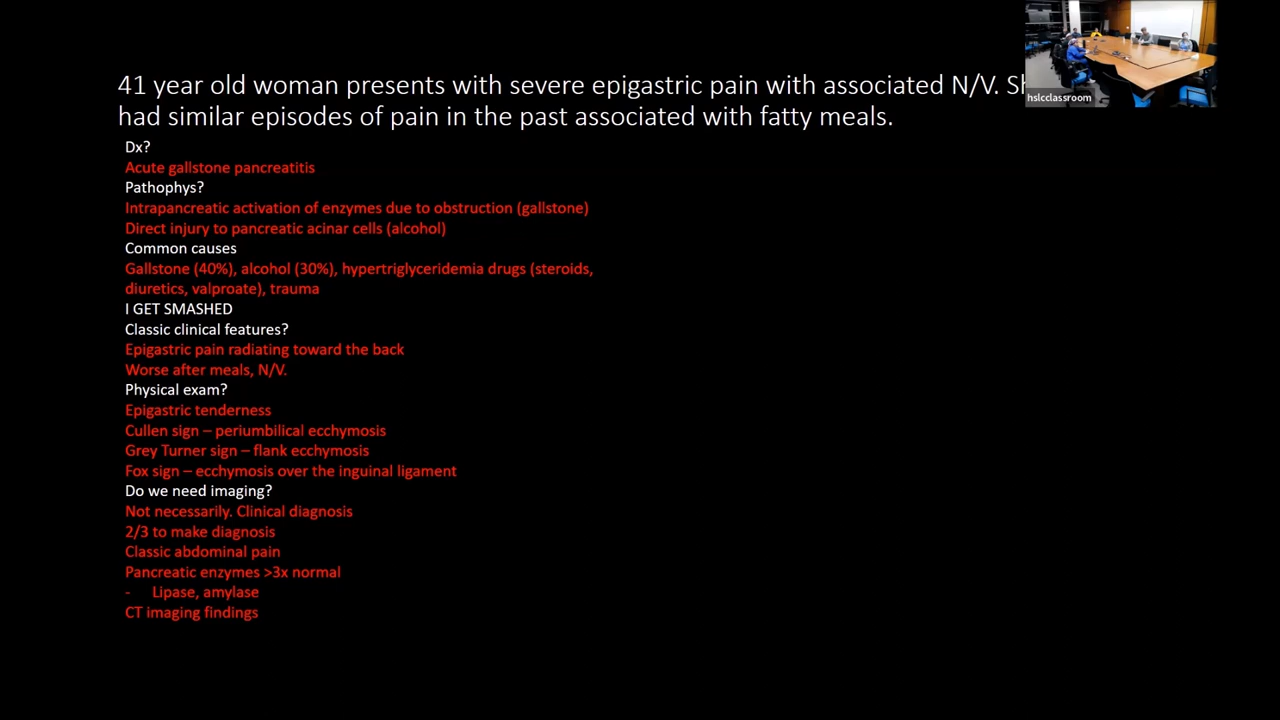 41 year old woman presents with severe epigastric pain with associated N/V.
had similar episodes of pain in the past associated with fatty meals.
hslcclassroom
Dx?
Acute gallstone pancreatitis
Pathophys?
Intrapancreatic activation of enzymes due to obstruction (gallstone)
Direct injury to pancreatic acinar cells (alcohol)
Common causes
Gallstone (40%), alcohol (30%), hypertriglyceridemia drugs (steroids,
diuretics, valproate), trauma
I GET SMASHED
Classic clinical features?
Epigastric pain radiating toward the back
Worse after meals, N/V.
Physical exam?
Epigastric tenderness
Cullen sign – periumbilical ecchymosis
Grey Turner sign – flank ecchymosis
Fox sign – ecchymosis over the inguinal ligament
Do we need imaging?
Not necessarily. Clinical diagnosis
2/3 to make diagnosis
Classic abdominal pain
Pancreatic enzymes >3x normal
- Lipase, amylase
CT imaging findings